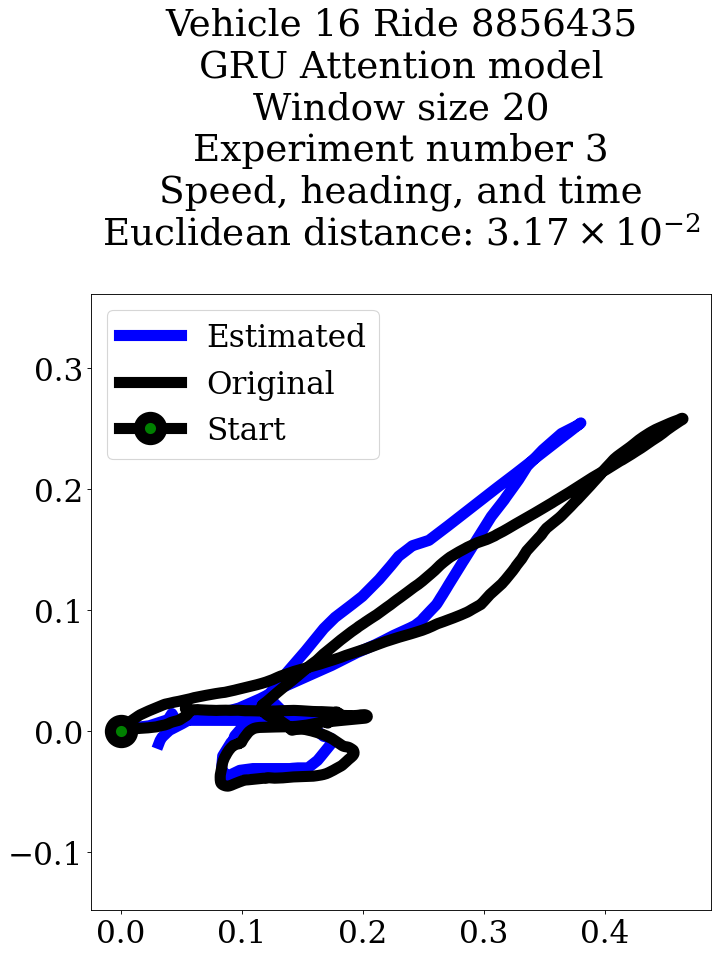 Vehicle 16 Ride 8856435
GRU Attention model
Window size 20
Experiment number 3
Speed, heading, and time
Euclidean distance: 3.17 × 10⁻²
Estimated
Original
Start
0.3
0.2
0.1
0.0
−0.1
0.0 0.1 0.2 0.3 0.4